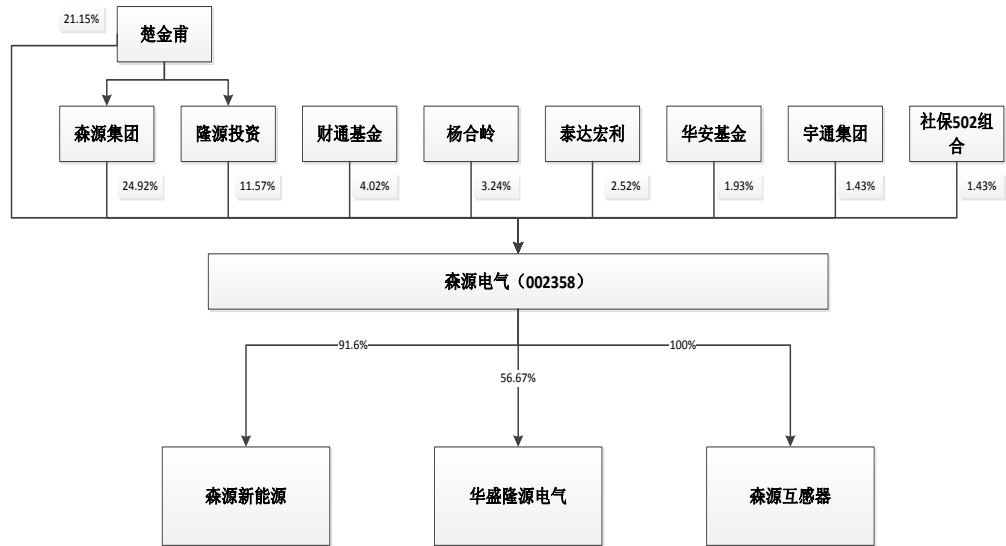 21.15%
楚金甫
森源集团
隆源投资
财通基金
杨合岭
泰达宏利
华安基金
宇通集团
社保502组
合
24.92%
11.57%
4.02%
3.24%
2.52%
1.93%
1.43%
1.43%
森源电气（002358）
91.6%
100%
56.67%
森源新能源
华盛隆源电气
森源互感器